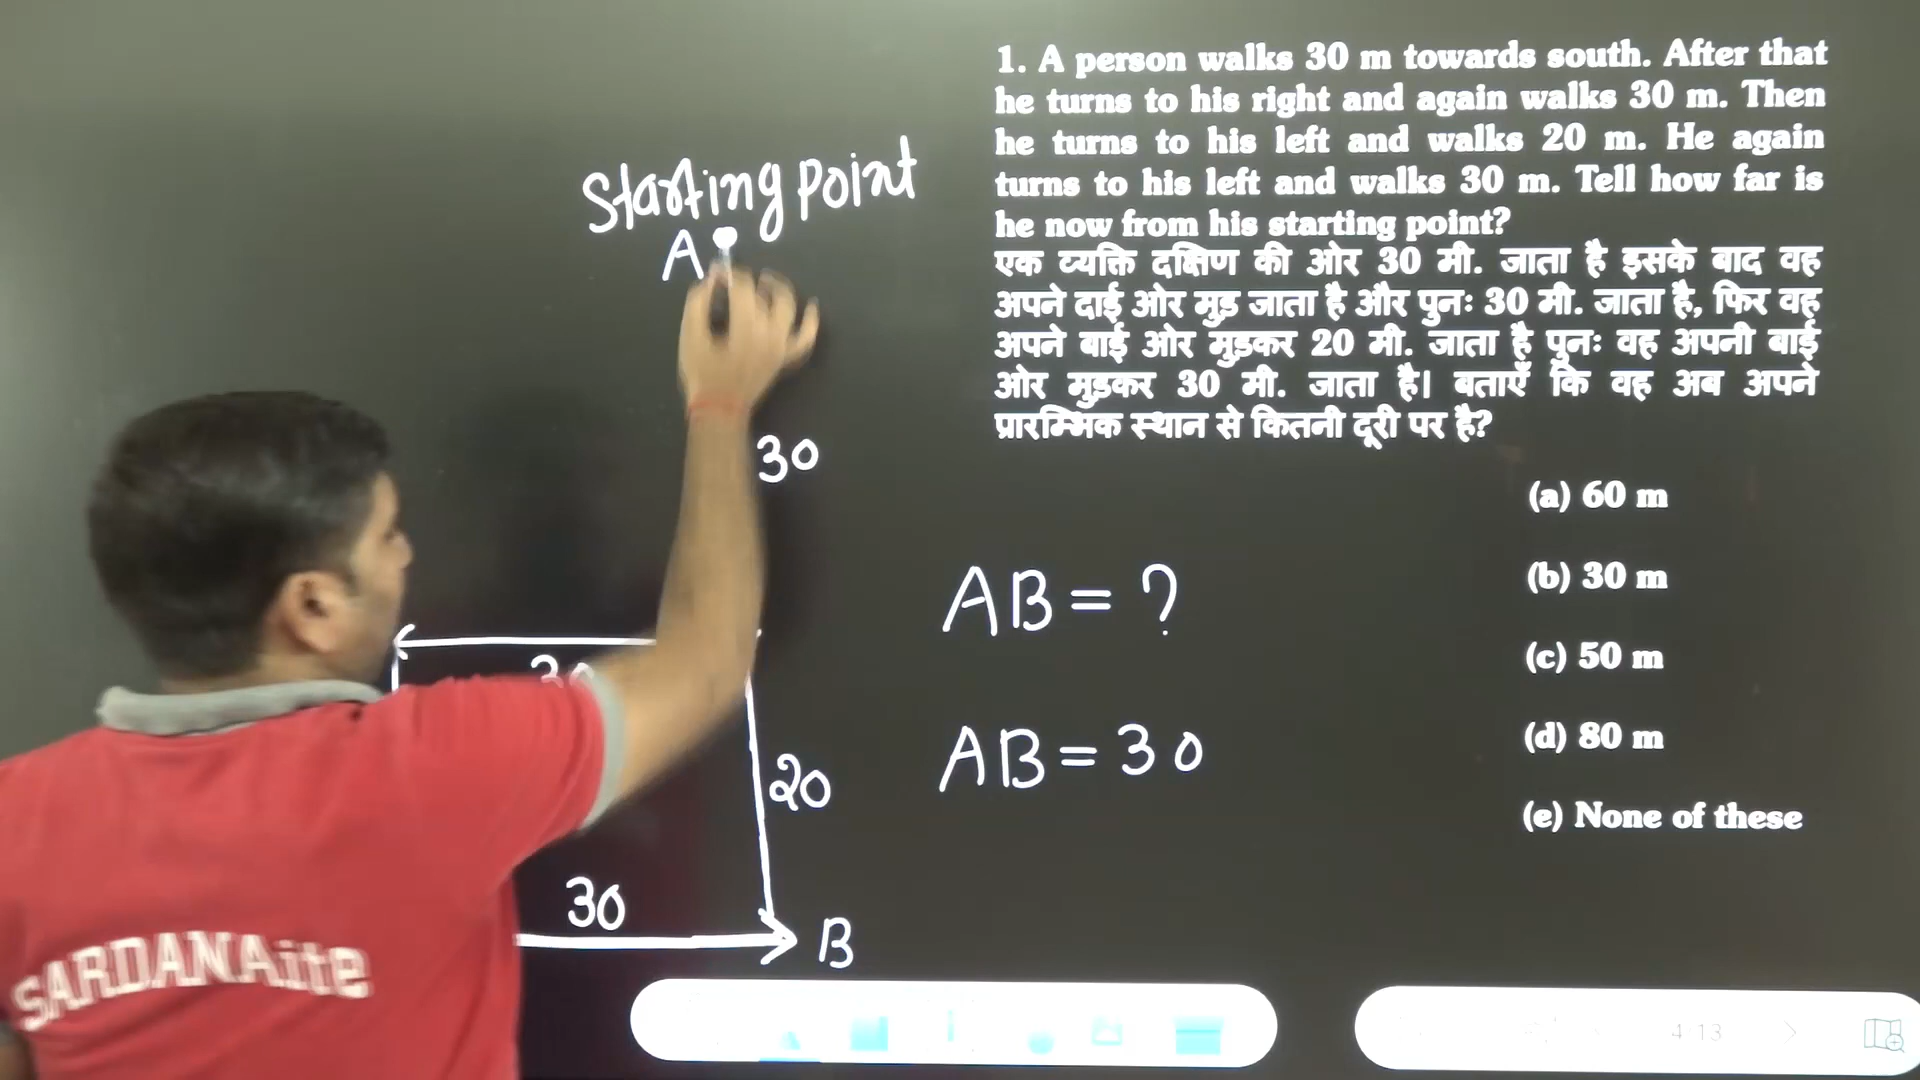 1. A person walks 30 m towards south. After that
he turns to his right and again walks 30 m. Then
he turns to his left and walks 20 m. He again
turns to his left and walks 30 m. Tell how far is
he now from his starting point?
एक व्यक्ति दक्षिण की ओर 30 मी. जाता है इसके बाद वह
अपने दाई ओर मुड़ जाता है और पुनः 30 मी. जाता है, फिर वह
अपने बाई ओर मुड़कर 20 मी. जाता है पुनः वह अपनी बाई
ओर मुड़कर 30 मी. जाता है। बताएँ कि वह अब अपने
प्रारम्भिक स्थान से कितनी दूरी पर है?
(a) 60 m
(b) 30 m
(c) 50 m
(d) 80 m
(e) None of these
Starting point
A
30
30
20
30
B
AB = ?
AB = 30
SARDANAite
4 13